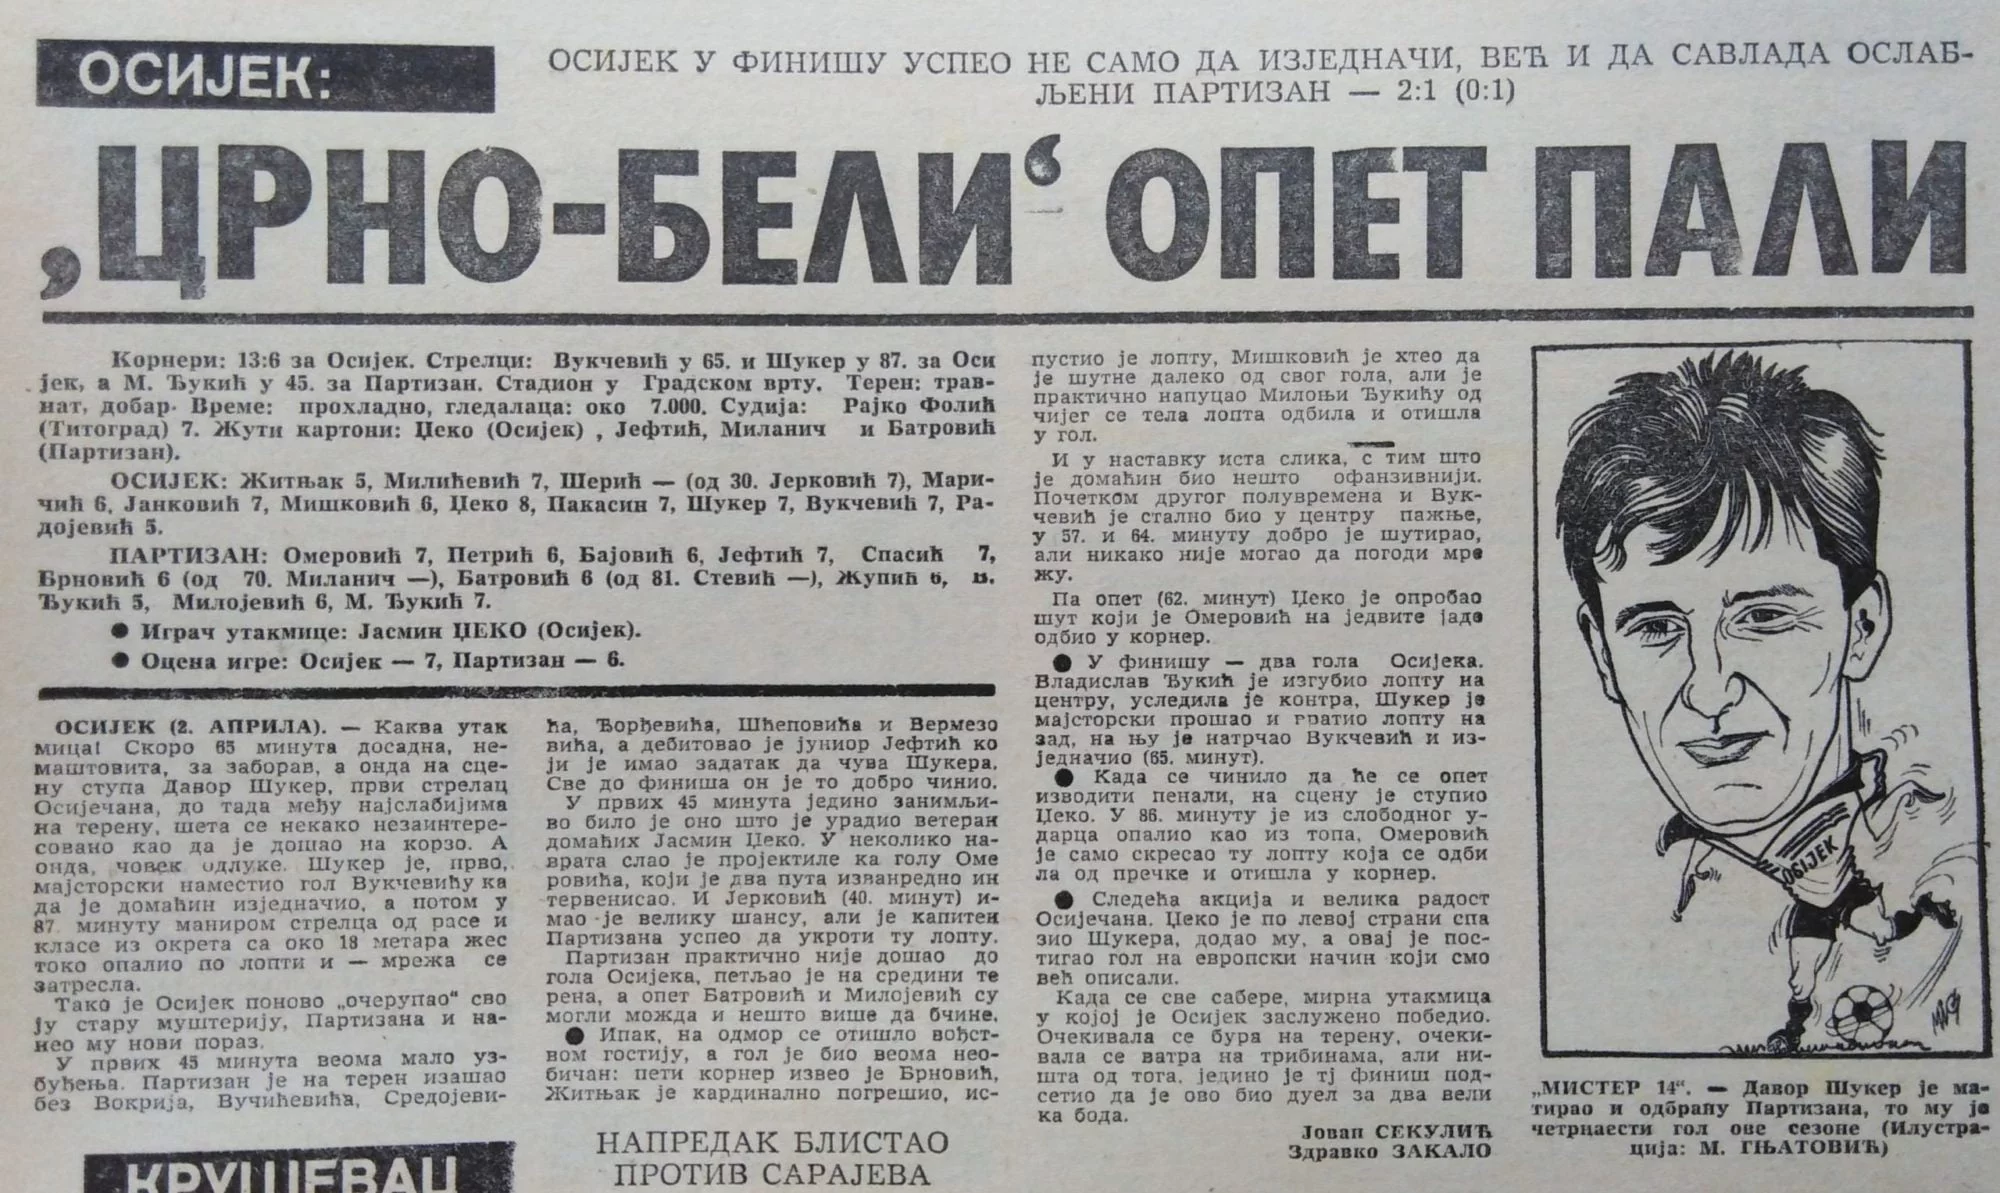 ОСИЈЕК:
ОСИЈЕК У ФИНИШУ УСПЕО НЕ САМО ДА ИЗЈЕДНАЧИ, ВЕЋ И ДА САВЛАДА ОСЛАБ-
ЉЕНИ ПАРТИЗАН — 2:1 (0:1)
‚ЦРНО-БЕЛИ‘ ОПЕТ ПАЛИ
Корнери: 13:6 за Осијек. Стрелци: Вукчевић у 65. и Шукер у 87. за Оси
јек, а М. Ђукић у 45. за Партизан. Стадион у Градском врту. Терен: трав-
нат, добар. Време: прохладно, гледалаца: око 7.000. Судија: Рајко Фолић
(Титоград) 7. Жути картони: Џеко (Осијек) , Јефтић, Миланич и Батровић
(Партизан).
ОСИЈЕК: Житњак 5, Милићевић 7, Шерић — (од 30. Јерковић 7), Мари-
чић 6, Јанковић 7, Мишковић 6, Џеко 8, Пакасин 7, Шукер 7, Вукчевић 7, Ра-
дојевић 5.
ПАРТИЗАН: Омеровић 7, Петрић 6, Бајовић 6, Јефтић 7, Спасић 7,
Брновић 6 (од 70. Миланич —), Батровић 6 (од 81. Стевић —), Жупић 6,
Ђукић 5, Милојевић 6, М. Ђукић 7.
● Играч утакмице: Јасмин ЏЕКО (Осијек).
● Оцена игре: Осијек — 7, Партизан — 6.
ОСИЈЕК (2. АПРИЛА). — Каква утак
мица! Скоро 65 минута досадна, не-
маштовита, за заборав, а онда на сце-
ну ступа Давор Шукер, први стрелац
Осијечана, до тада међу најслабијима
на терену, шета се некако незаинтере-
совано као да је дошао на корзо. А
онда, човек одлуке. Шукер је, прво,
мајсторски наместио гол Вукчевићу ка
да је домаћин изједначио, а потом у
87. минуту маниром стрелца од расе и
класе из окрета са око 18 метара жес
токо опалио по лопти и — мрежа се
затресла.
Тако је Осијек поново „очерупао“ сво
ју стару муштерију, Партизана и на-
нео му нови пораз.
У првих 45 минута веома мало уз-
буђења. Партизан је на терен изашао
без Вокрија, Вучићевића, Средојеви-
ћа, Ђорђевића, Шћеповића и Вермезо
вића, а дебитовао је јуниор Јефтић ко
ји је имао задатак да чува Шукера.
Све до финиша он је то добро чинио.
У првих 45 минута једино занимљи-
во било је оно што је урадио ветеран
домаћих Јасмин Џеко. У неколико на-
врата слао је пројектиле ка голу Оме
ровића, који је два пута изванредно ин
тервенисао. И Јерковић (40. минут) и-
мао је велику шансу, али је капитен
Партизана успео да укроти ту лопту.
Партизан практично није дошао до
гола Осијека, петљао је на средини те
рена, а опет Батровић и Милојевић су
могли можда и нешто више да бчине.
● Ипак, на одмор се отишло вођст-
вом гостију, а гол је био веома нео-
бичан: пети корнер извео је Брновић,
Житњак је кардинално погрешио, ис-
пустио је лопту, Мишковић је хтео да
је шутне далеко од свог гола, али је
практично напуцао Милоњи Ђукићу од
чијег се тела лопта одбила и отишла
у гол.
И у наставку иста слика, с тим што
је домаћин био нешто офанзивнији.
Почетком другог полувремена и Вук-
чевић је стално био у центру пажње,
у 57. и 64. минуту добро је шутирао,
али никако није могао да погоди мре
жу.
Па опет (62. минут) Џеко је опробао
шут који је Омеровић на једвите јаде
одбио у корнер.
● У финишу — два гола Осијека.
Владислав Ђукић је изгубио лопту на
центру, уследила је контра, Шукер је
мајсторски прошао и гратио лопту на
зад, на њу је натрчао Вукчевић и из-
једначио (65. минут).
● Када се чинило да ће се опет
изводити пенали, на сцену је ступио
Џеко. У 86. минуту је из слободног у-
дарца опалио као из топа, Омеровић
је само скресао ту лопту која се одби
ла од пречке и отишла у корнер.
● Следећа акција и велика радост
Осијечана. Џеко је по левој страни спа
зио Шукера, додао му, а овај је пос-
тигао гол на европски начин који смо
већ описали.
Када се све сабере, мирна утакмица
у којој је Осијек заслужено победио.
Очекивала се бура на терену, очеки-
вала се ватра на трибинама, али ни-
шта од тога. једино је тј финиш под-
сетио да је ово био дуел за два вели
ка бода.
Јован СЕКУЛИЋ
Здравко ЗАКАЛО
ОСИЈЕК
„МИСТЕР 14“. — Давор Шукер је ма-
тирао и одбрану Партизана, то му је
четрнаести гол ове сезоне (Илустра-
ција: М. ГЊАТОВИЋ)
НАПРЕДАК БЛИСТАО
ПРОТИВ САРАЈЕВА
КРУШЕВАЦ